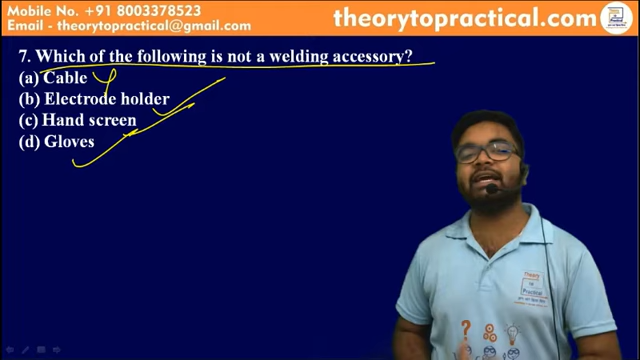 Mobile No. +91 8003378523
Email - theorytopractical@gmail.com
theorytopractical.com
7. Which of the following is not a welding accessory?
(a) Cable
(b) Electrode holder
(c) Hand screen
(d) Gloves
Theory
Practical